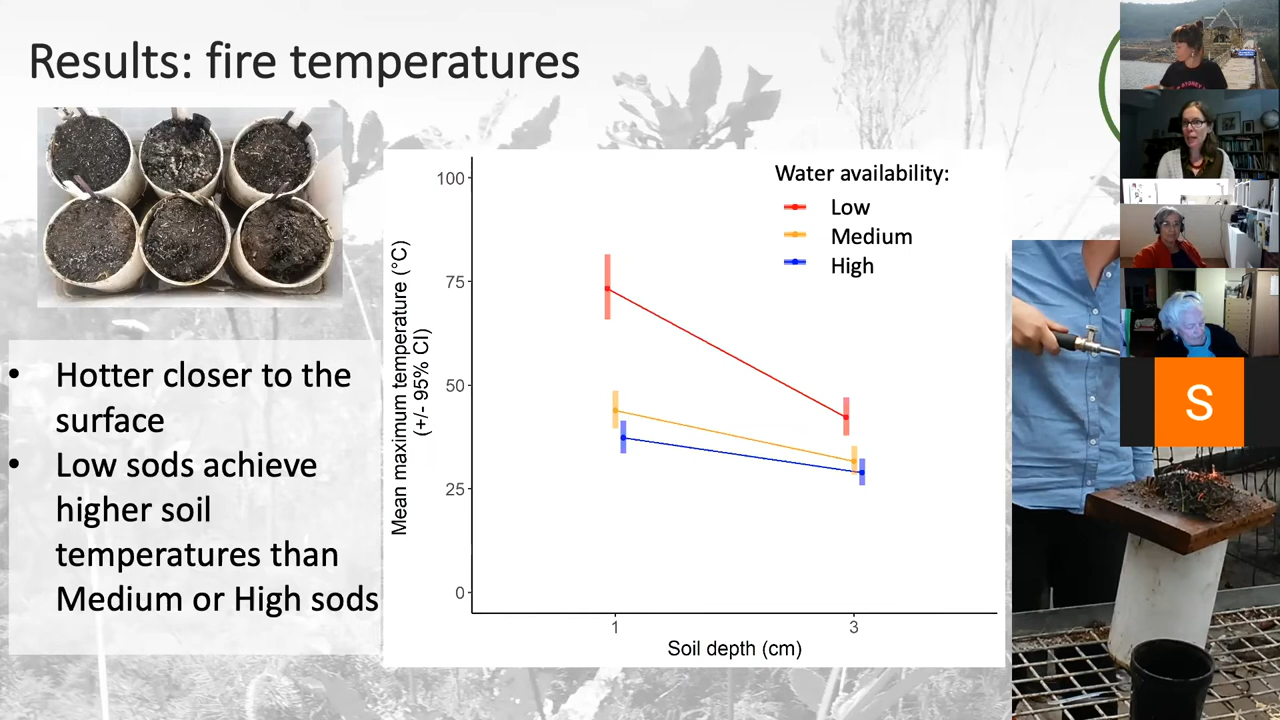 Results: fire temperatures
• Hotter closer to the
surface
• Low sods achieve
higher soil
temperatures than
Medium or High sods
Mean maximum temperature (°C)
(+/- 95% CI)
100
75
50
25
0
1
3
Soil depth (cm)
Water availability:
Low
Medium
High
S